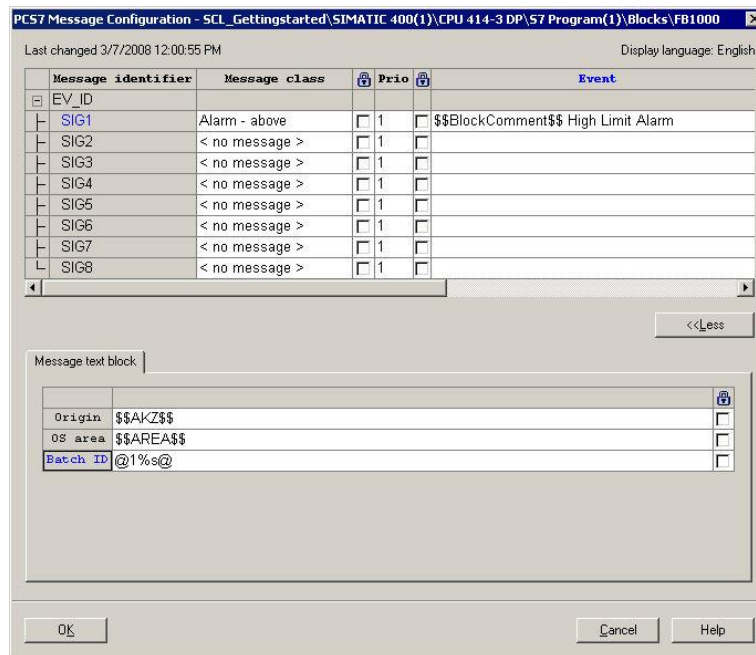 PCS7 Message Configuration - SCL_Gettingstarted\SIMATIC 400(1)\CPU 414-3 DP\S7 Program(1)\Blocks\FB1000
Last changed 3/7/2008 12:00:55 PM Display language: English
Message identifier Message class Prio Event
EV_ID
SIG1 Alarm - above 1 $$BlockComment$$ High Limit Alarm
SIG2 < no message > 1
SIG3 < no message > 1
SIG4 < no message > 1
SIG5 < no message > 1
SIG6 < no message > 1
SIG7 < no message > 1
SIG8 < no message > 1
<<Less
Message text block
Origin $$AKZ$$
OS area $$AREA$$
Batch ID @1%s@
OK Cancel Help